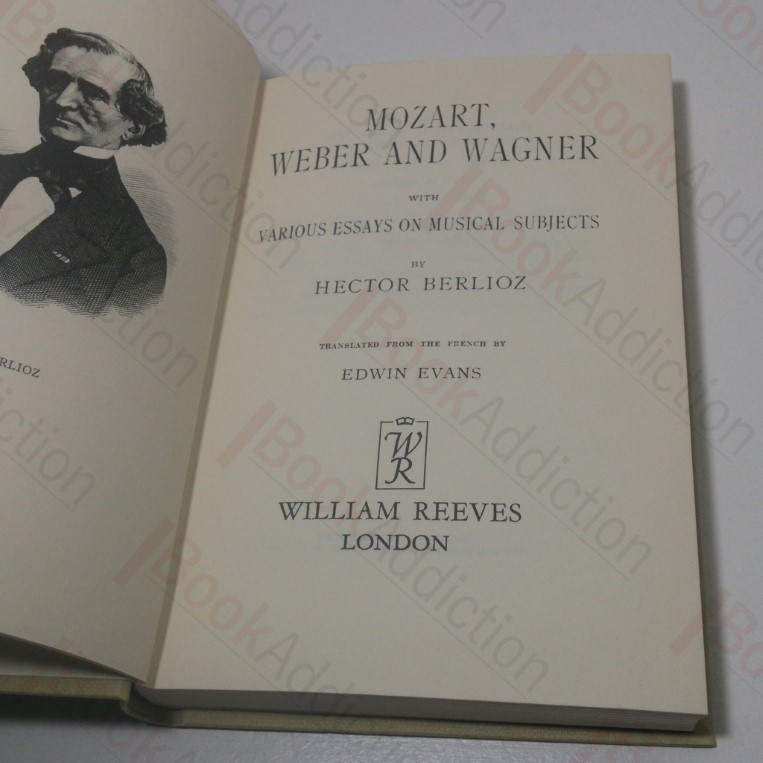 RLIOZ
MOZART,
WEBER AND WAGNER
WITH
VARIOUS ESSAYS ON MUSICAL SUBJECTS
BY
HECTOR BERLIOZ
TRANSLATED FROM THE FRENCH BY
EDWIN EVANS
W
R
WILLIAM REEVES
LONDON
BookAddiction